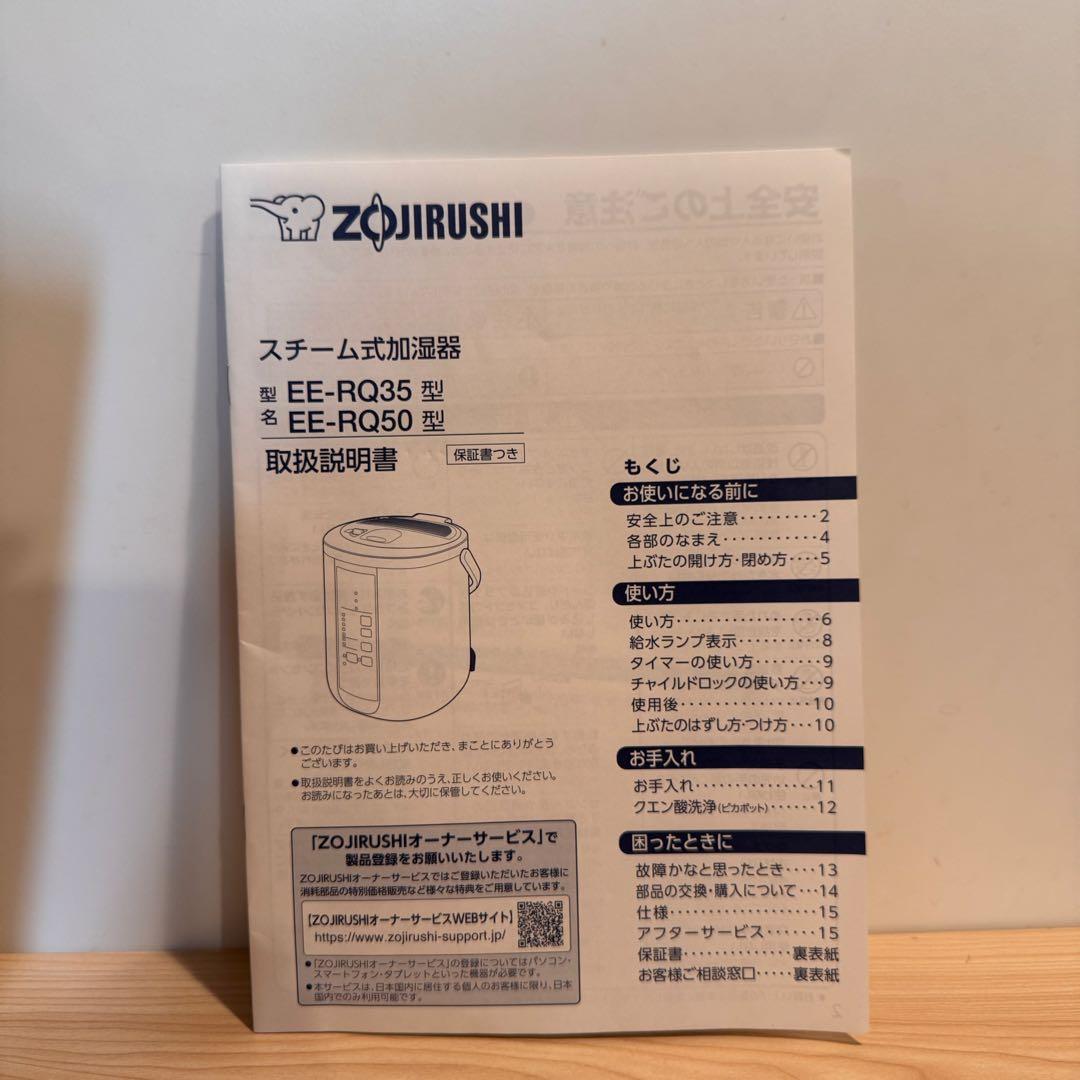 ZOJIRUSHI
スチーム式加湿器
型名 EE-RQ35 型
EE-RQ50 型
取扱説明書 保証書つき
●このたびはお買い上げいただき、まことにありがとう
ございます。
●取扱説明書をよくお読みのうえ、正しくお使いください。
お読みになったあとは、大切に保管してください。
「ZOJIRUSHIオーナーサービス」で
製品登録をお願いいたします。
ZOJIRUSHIオーナーサービスではご登録いただいたお客様に
消耗部品の特別価格販売など様々な特典をご用意しています。
【ZOJIRUSHIオーナーサービスWEBサイト】
https://www.zojirushi-support.jp/
●「ZOJIRUSHIオーナーサービス」の登録についてはパソコン・
スマートフォン・タブレットといった機器が必要です。
●本サービスは、日本国内に居住する個人のお客様に限り、日本
国内でのみ利用可能です。
もくじ
お使いになる前に
安全上のご注意・・・・・・・・・2
各部のなまえ・・・・・・・・・・・4
上ぶたの開け方・閉め方・・・・5
使い方
使い方・・・・・・・・・・・・・・・・・6
給水ランプ表示・・・・・・・・・・8
タイマーの使い方・・・・・・・・9
チャイルドロックの使い方・・・9
使用後・・・・・・・・・・・・・・・10
上ぶたのはずし方・つけ方・・・10
お手入れ
お手入れ・・・・・・・・・・・・・・11
クエン酸洗浄(ピカポット)・・・・・・12
困ったときに
故障かなと思ったとき・・・・13
部品の交換・購入について・・・14
仕様・・・・・・・・・・・・・・・・・・15
アフターサービス・・・・・・15
保証書・・・・・・・・・・・・・裏表紙
お客様ご相談窓口・・・・・裏表紙